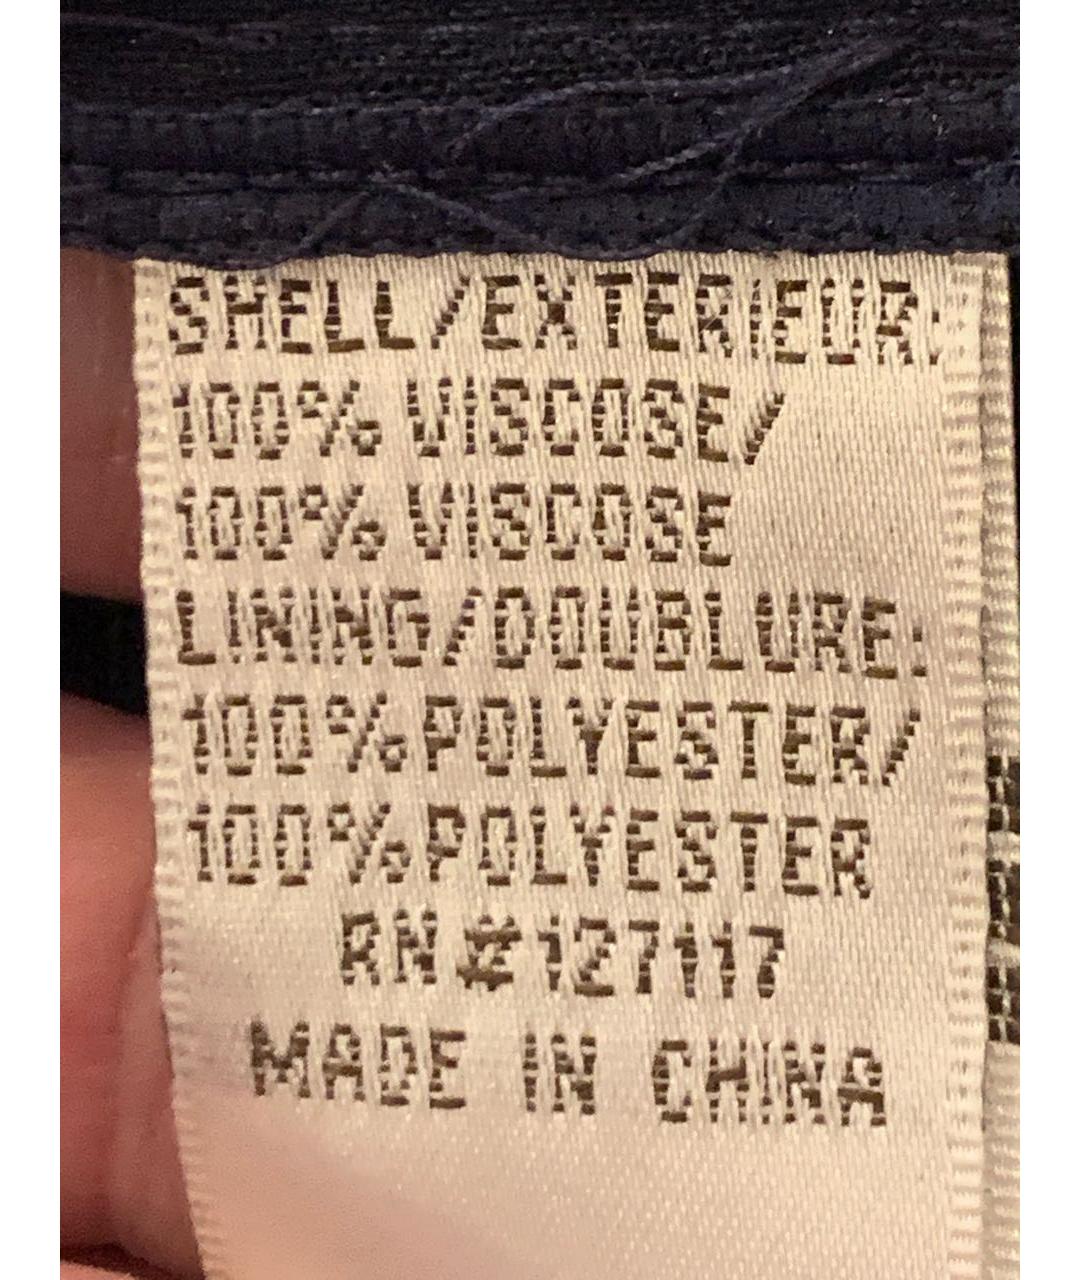 SHELL/EXTERIEUR:
100% VISCOSE/
100% VISCOSE
LINING/DOUBLURE:
100%POLYESTER/
100%POLYESTER
RN#127117
MADE IN CHINA